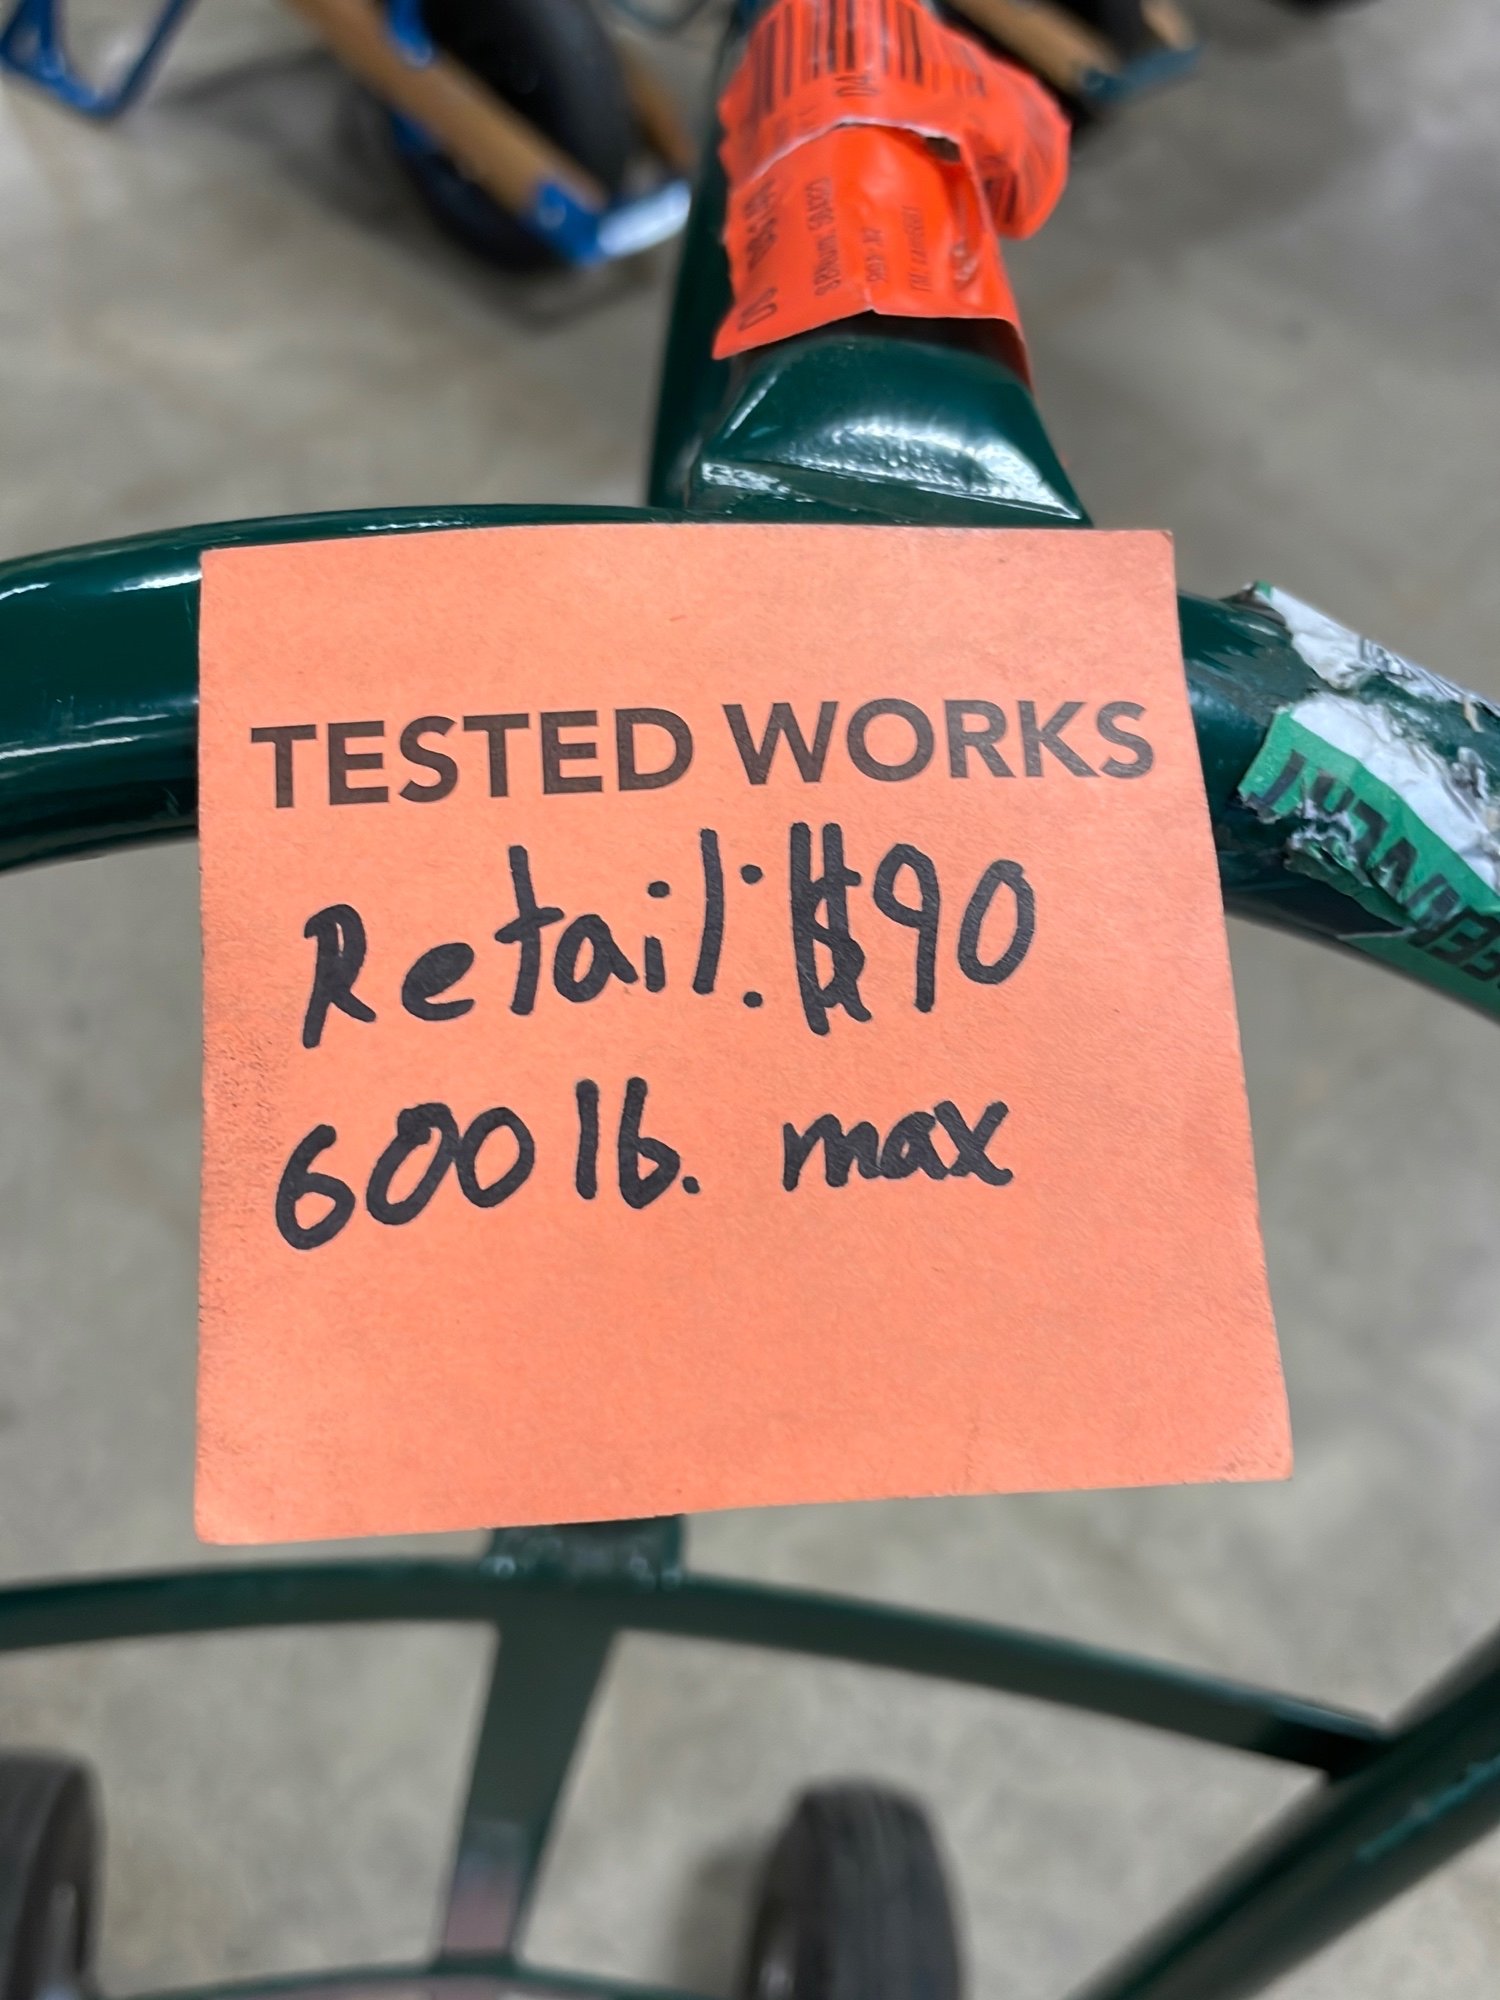 TESTED WORKS
Retail: $90
600 lb. max